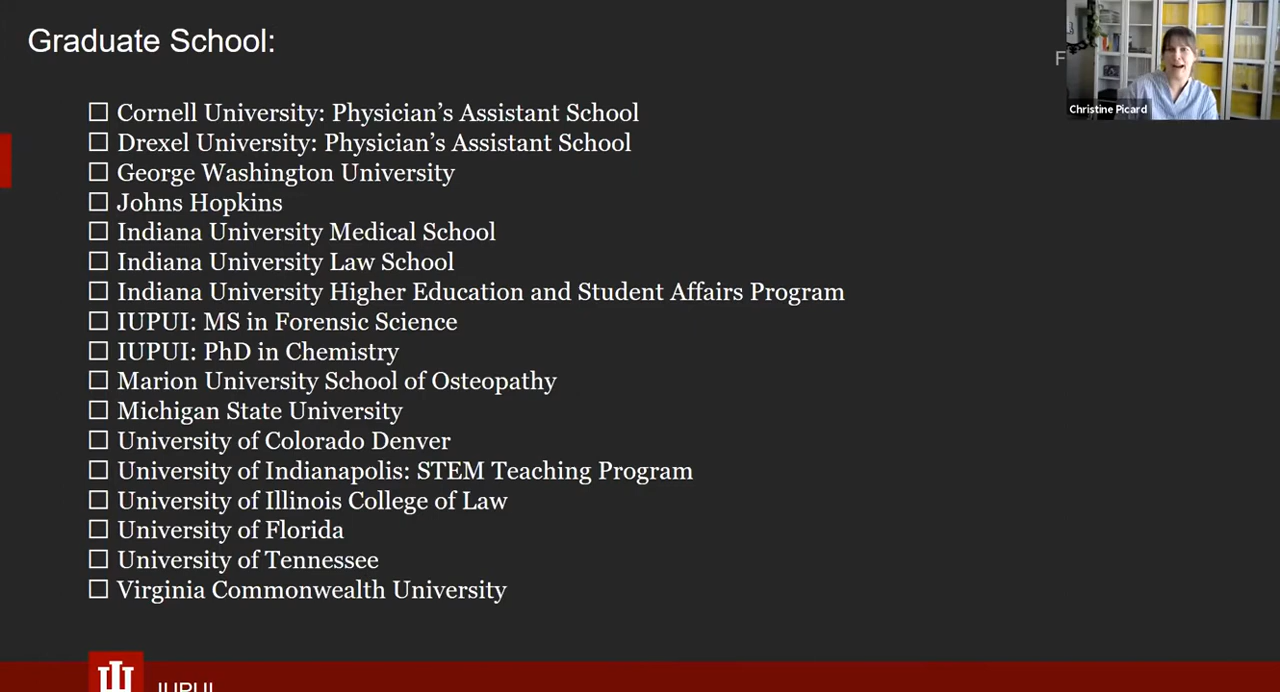 Graduate School:
F
Christine Picard
☐ Cornell University: Physician’s Assistant School
☐ Drexel University: Physician’s Assistant School
☐ George Washington University
☐ Johns Hopkins
☐ Indiana University Medical School
☐ Indiana University Law School
☐ Indiana University Higher Education and Student Affairs Program
☐ IUPUI: MS in Forensic Science
☐ IUPUI: PhD in Chemistry
☐ Marion University School of Osteopathy
☐ Michigan State University
☐ University of Colorado Denver
☐ University of Indianapolis: STEM Teaching Program
☐ University of Illinois College of Law
☐ University of Florida
☐ University of Tennessee
☐ Virginia Commonwealth University
IUPUI